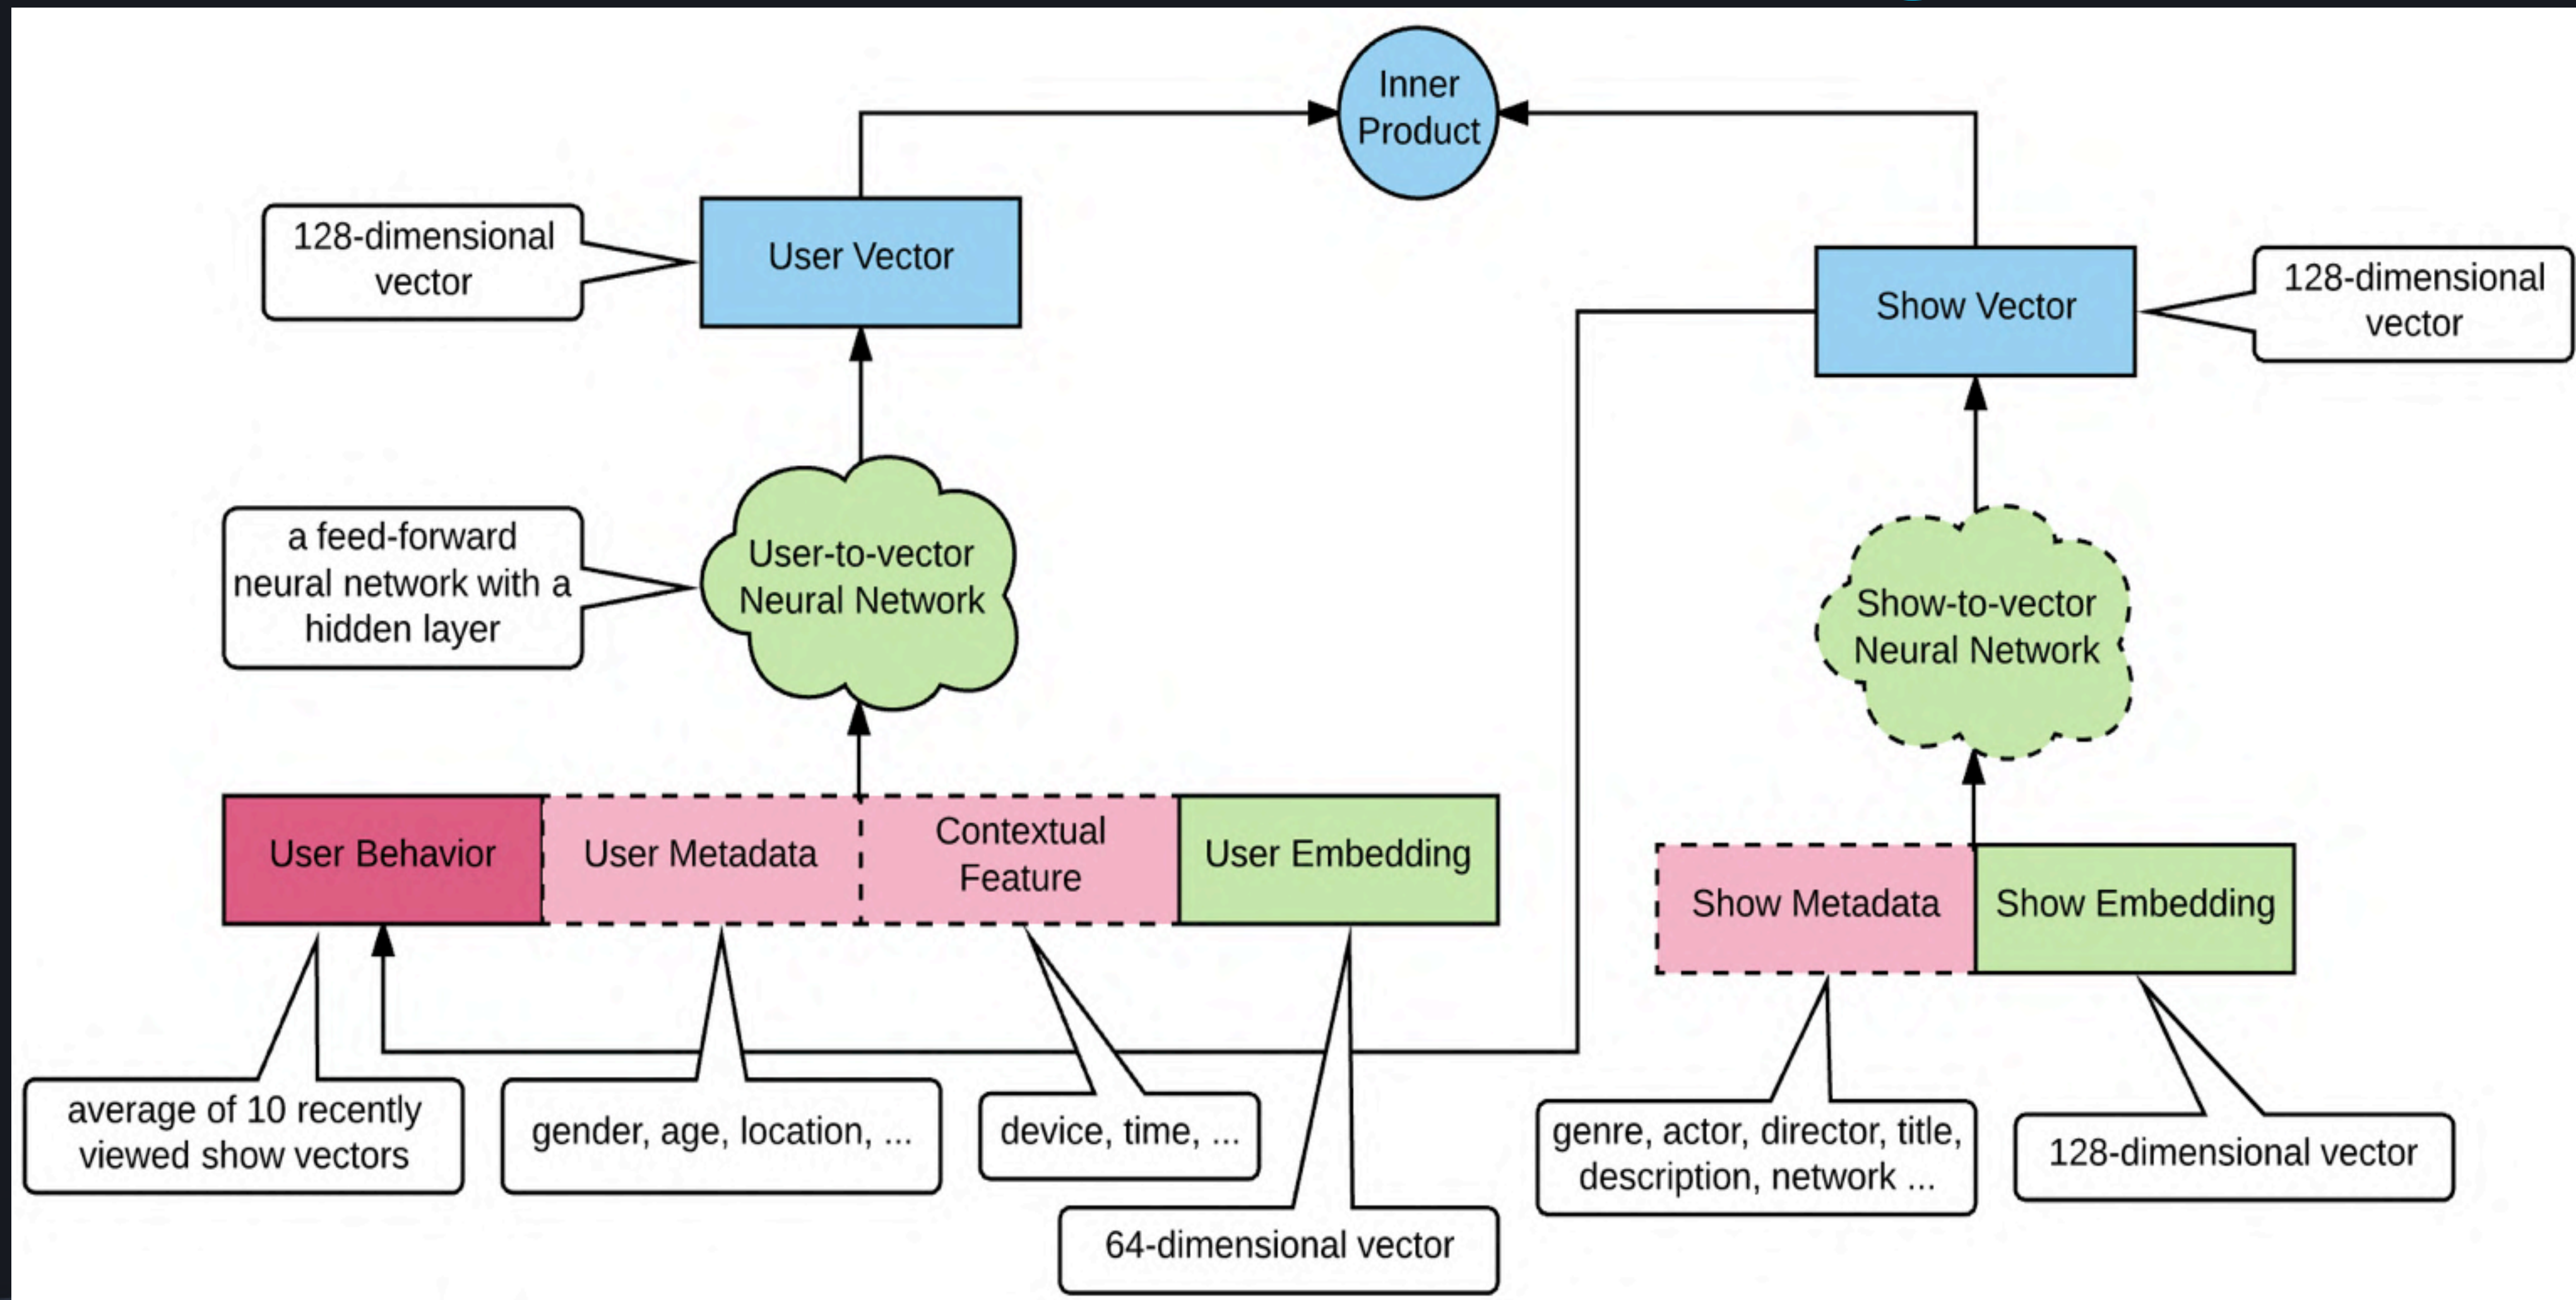 Inner
Product
128-dimensional
vector
User Vector
Show Vector
128-dimensional
vector
a feed-forward
neural network with a
hidden layer
User-to-vector
Neural Network
Show-to-vector
Neural Network
User Behavior
User Metadata
Contextual
Feature
User Embedding
Show Metadata
Show Embedding
average of 10 recently
viewed show vectors
gender, age, location, ...
device, time, ...
64-dimensional vector
genre, actor, director, title,
description, network ...
128-dimensional vector